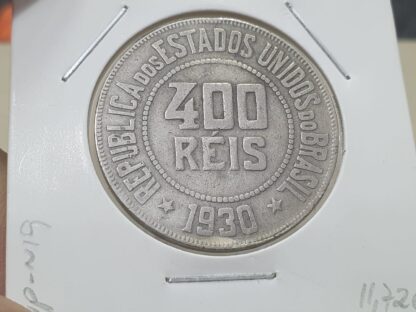 REPUBLICA DOS ESTADOS UNIDOS DO BRASIL
400
RÉIS
1930